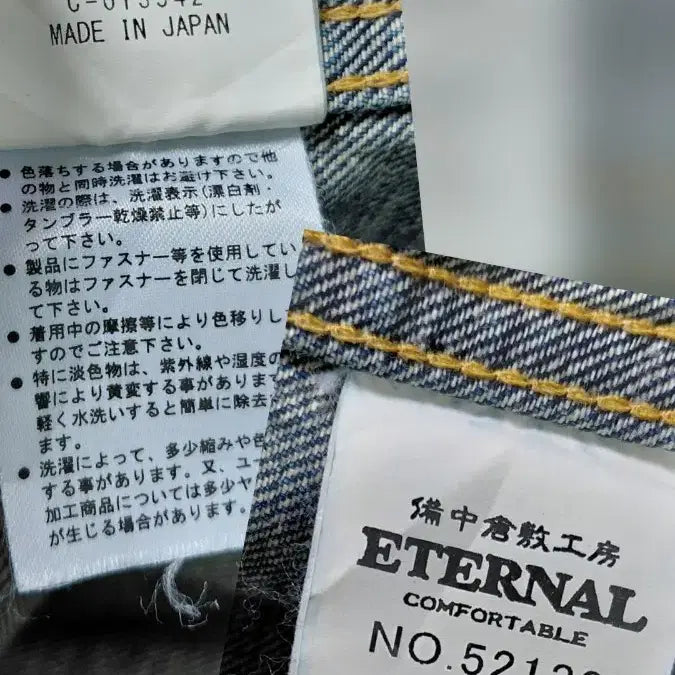 MADE IN JAPAN
● 色落ちする場合がありますので他
の物と同時洗濯はお避け下さい。
● 洗濯の際は、洗濯表示(漂白剤・
タンブラー乾燥禁止等)にしたが
って下さい。
● 製品にファスナー等を使用してい
る物はファスナーを閉じて洗濯し
て下さい。
● 着用中の摩擦等により色移りし
すのでご注意下さい。
● 特に淡色物は、紫外線や湿度の
響により黄変する事があります
軽く水洗いすると簡単に除去
ます。
● 洗濯によって、多少縮みや色
する事があります。又、ユー
加工商品については多少ヤ
が生じる場合があります。
備中倉敷工房
ETERNAL
COMFORTABLE
NO.5212